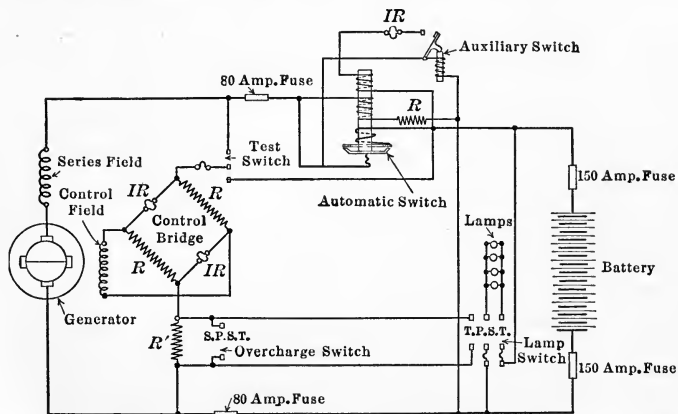 IR
Auxiliary Switch
80 Amp. Fuse
R
Test
Switch
Series Field
Automatic Switch
150 Amp. Fuse
Control
Field
IR
R
Control
Bridge
Lamps
R
IR
Battery
Generator
S.P.S.T.
T.P.S.T.
R'
Overcharge Switch
Lamp
Switch
150 Amp. Fuse
80 Amp. Fuse